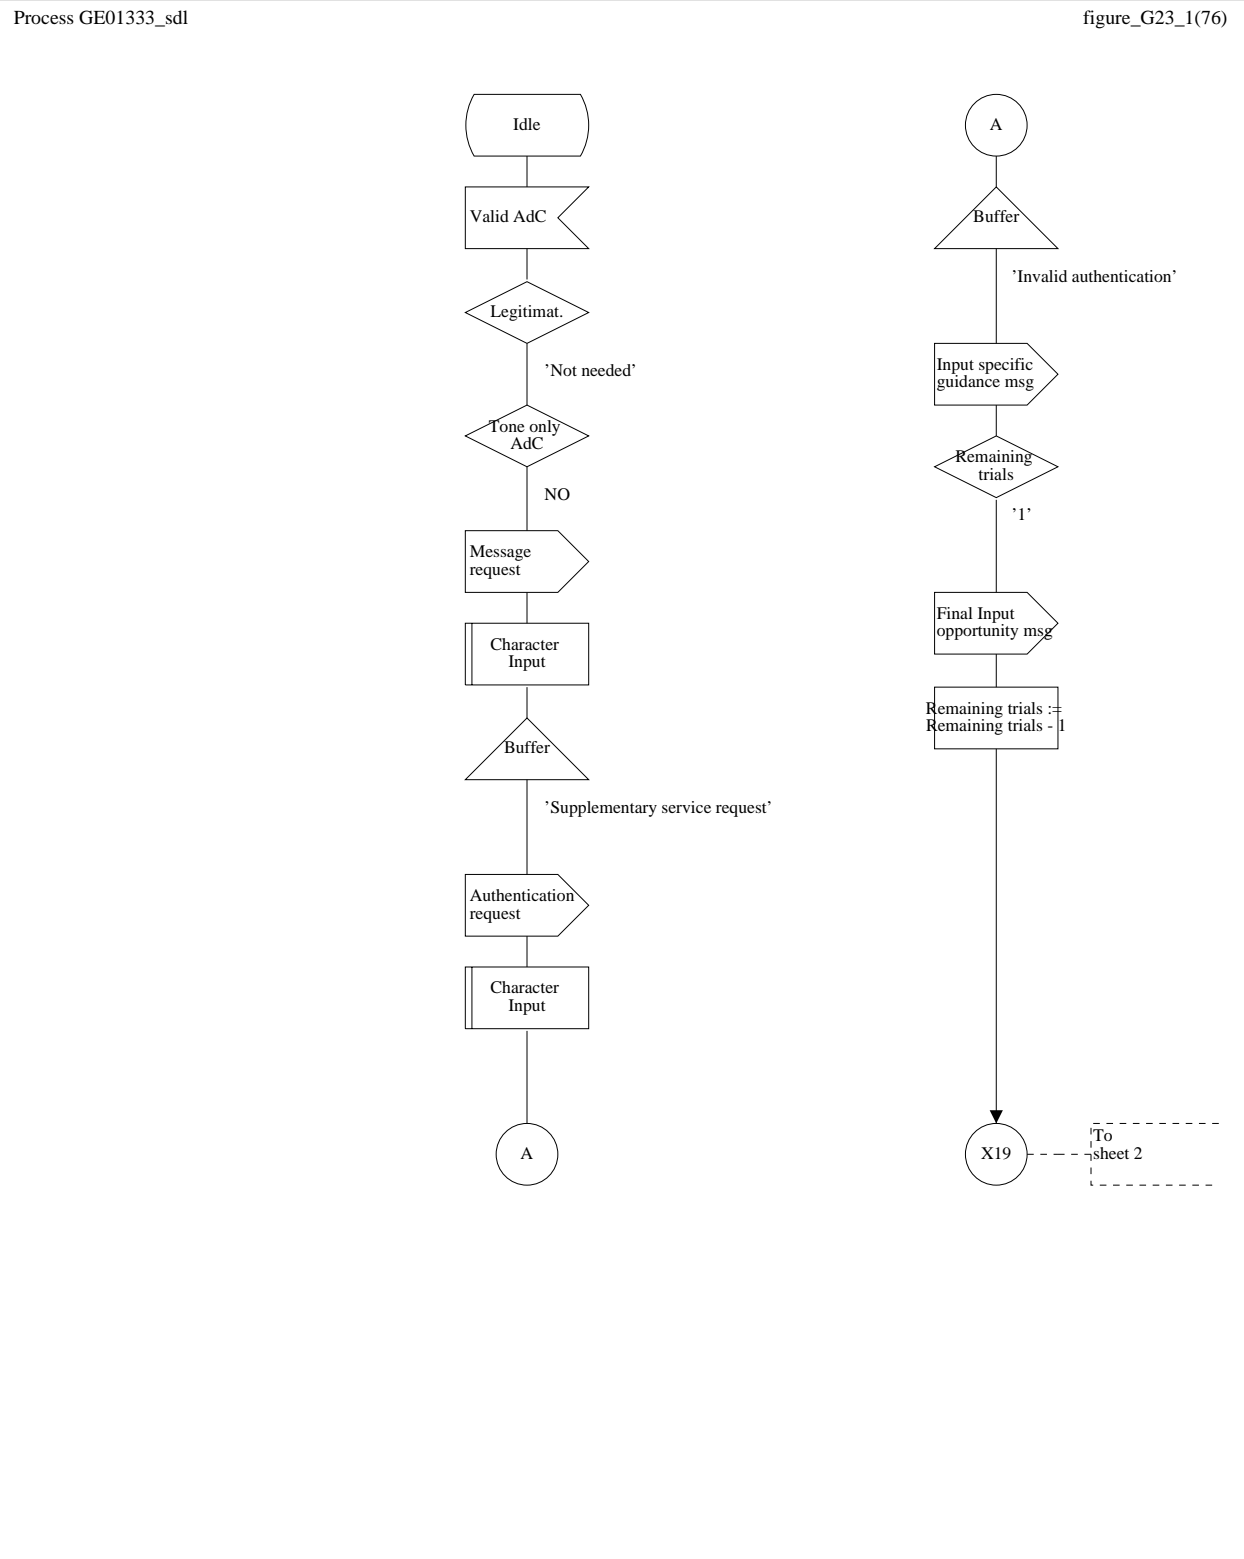 Process GE01333_sdl
figure_G23_1(76)
Idle
Valid AdC
Legitimat.
’Not needed’
Tone only
AdC
NO
Message
request
Character
Input
Buffer
’Supplementary service request’
Authentication
request
Character
Input
A
A
Buffer
’Invalid authentication’
Input specific
guidance msg
Remaining
trials
’1’
Final Input
opportunity msg
Remaining trials :=
Remaining trials - 1
X19
To
sheet 2